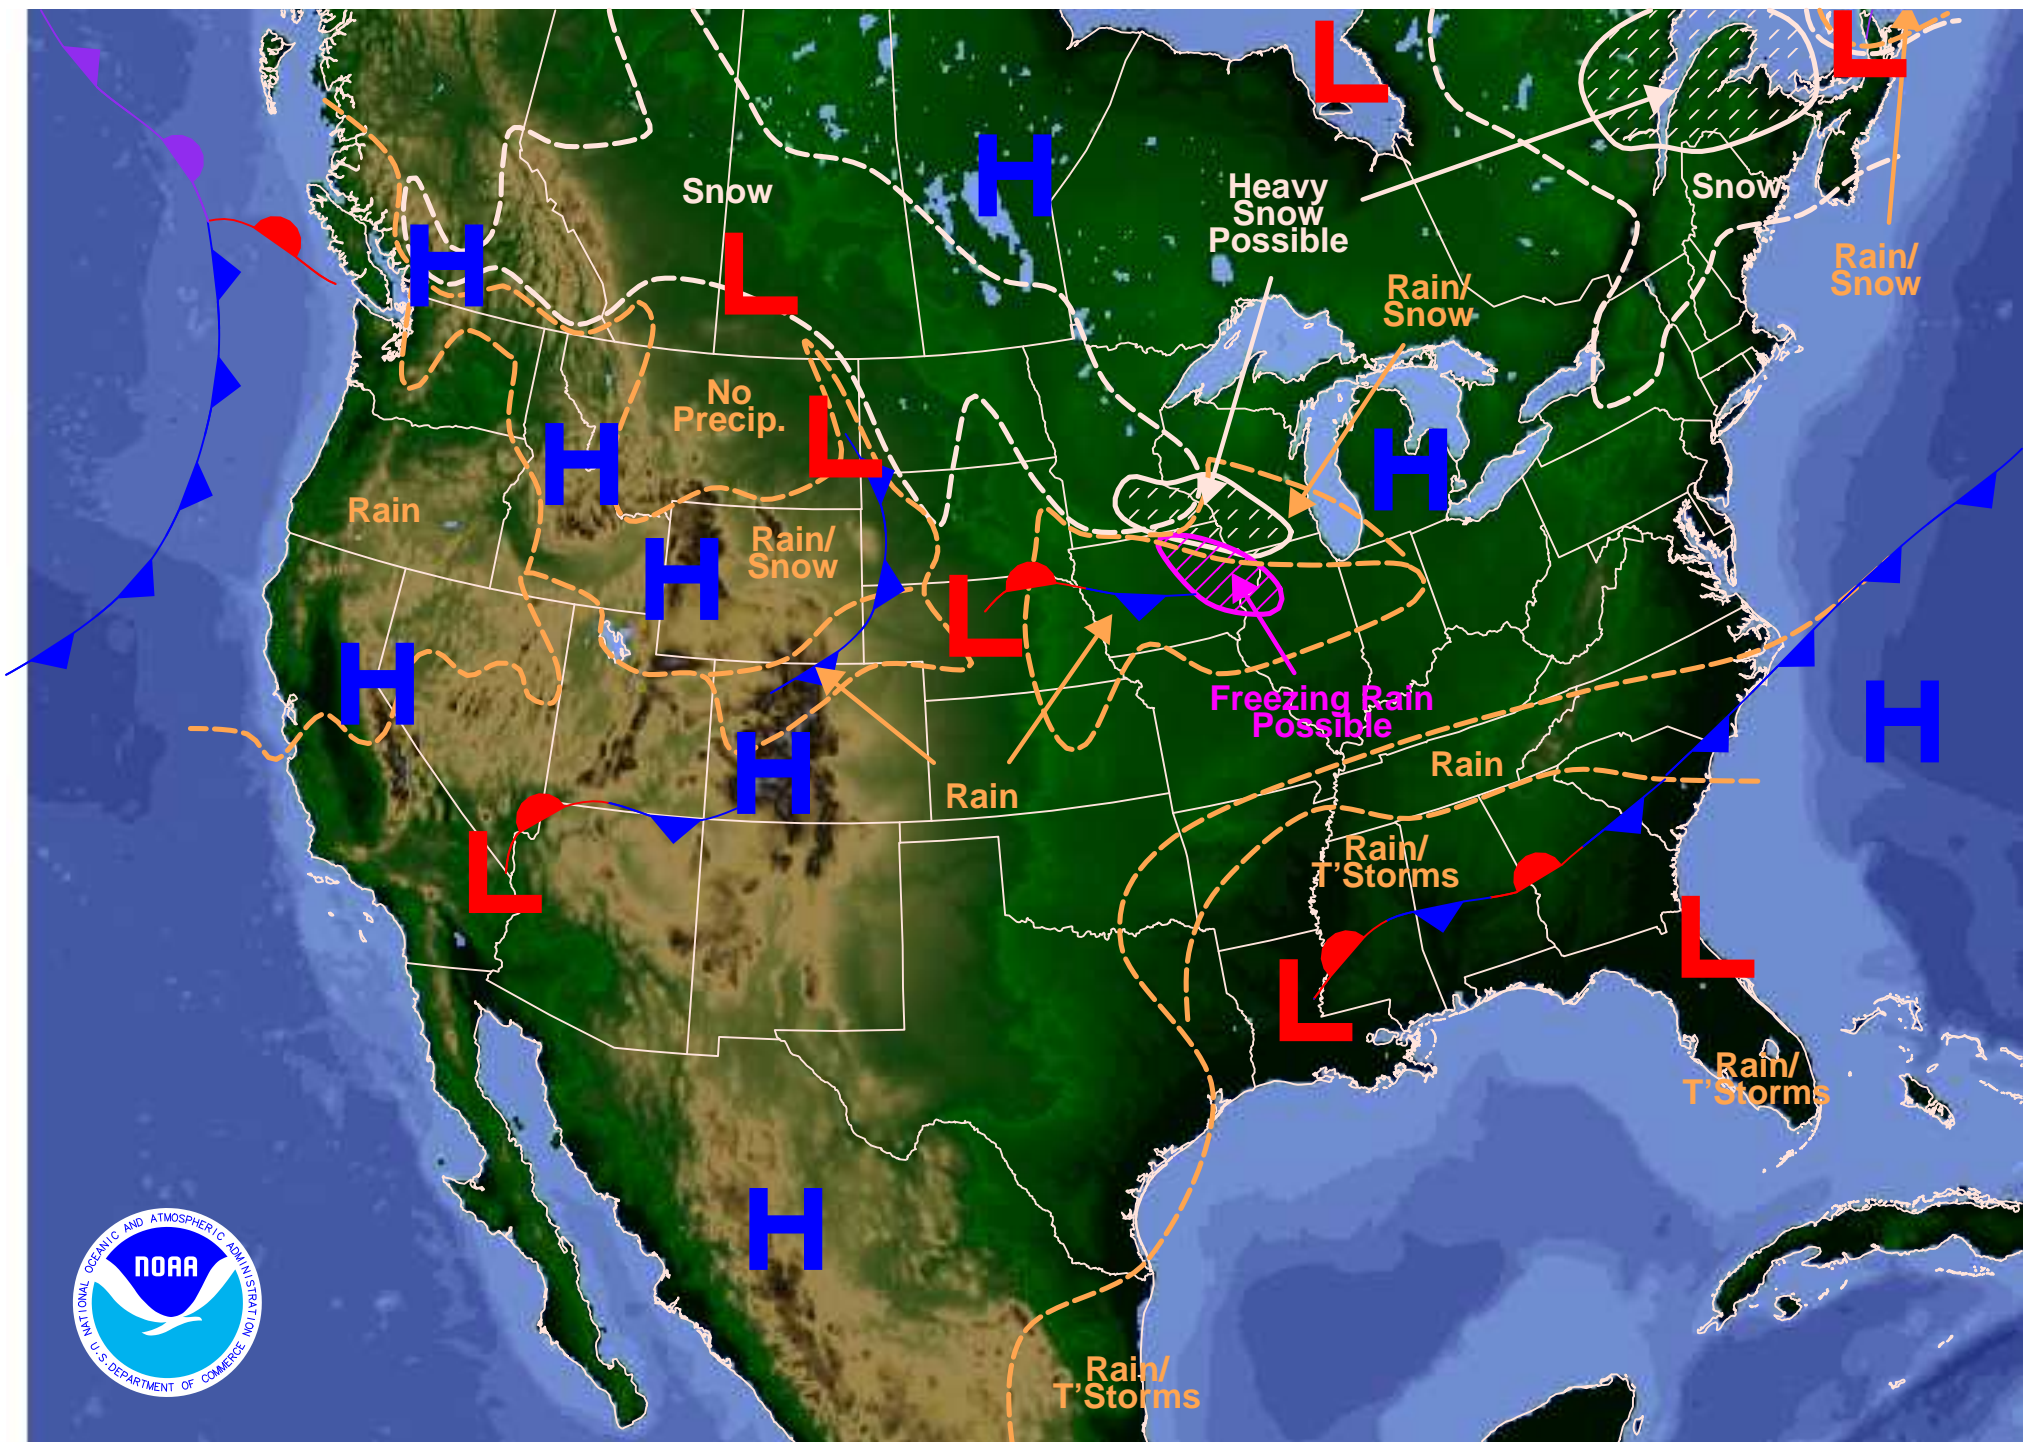 L
L
H
Snow
Heavy
Snow
Possible
Snow
H
L
Rain/
Snow
Rain/
Snow
No
Precip.
L
H
H
Rain
Rain/
Snow
H
L
H
Freezing Rain
Possible
H
H
Rain
Rain
L
Rain/
T'Storms
L
L
Rain/
T'Storms
H
Rain/
T'Storms
NATIONAL OCEANIC AND ATMOSPHERIC ADMINISTRATION
NOAA
U.S. DEPARTMENT OF COMMERCE